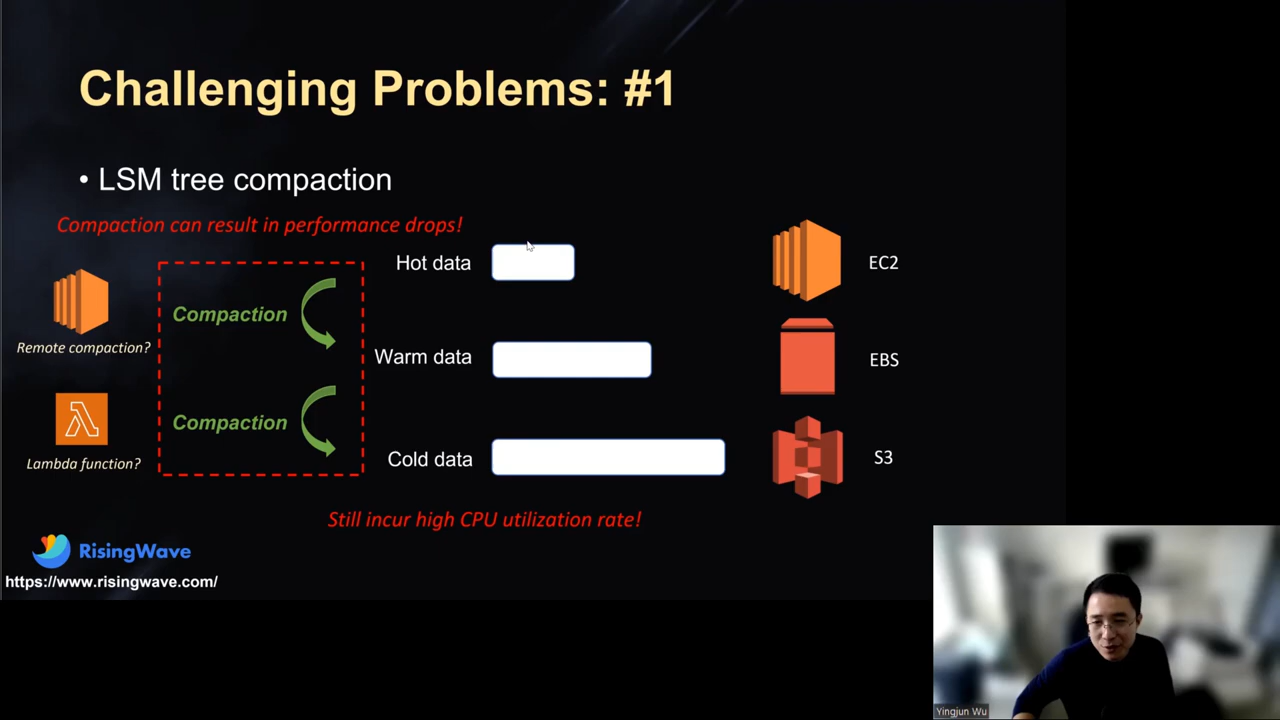 Challenging Problems: #1
• LSM tree compaction
Compaction can result in performance drops!
Hot data
EC2
Compaction
Remote compaction?
Warm data
EBS
Compaction
Lambda function?
Cold data
S3
Still incur high CPU utilization rate!
RisingWave
https://www.risingwave.com/
Yingjun Wu